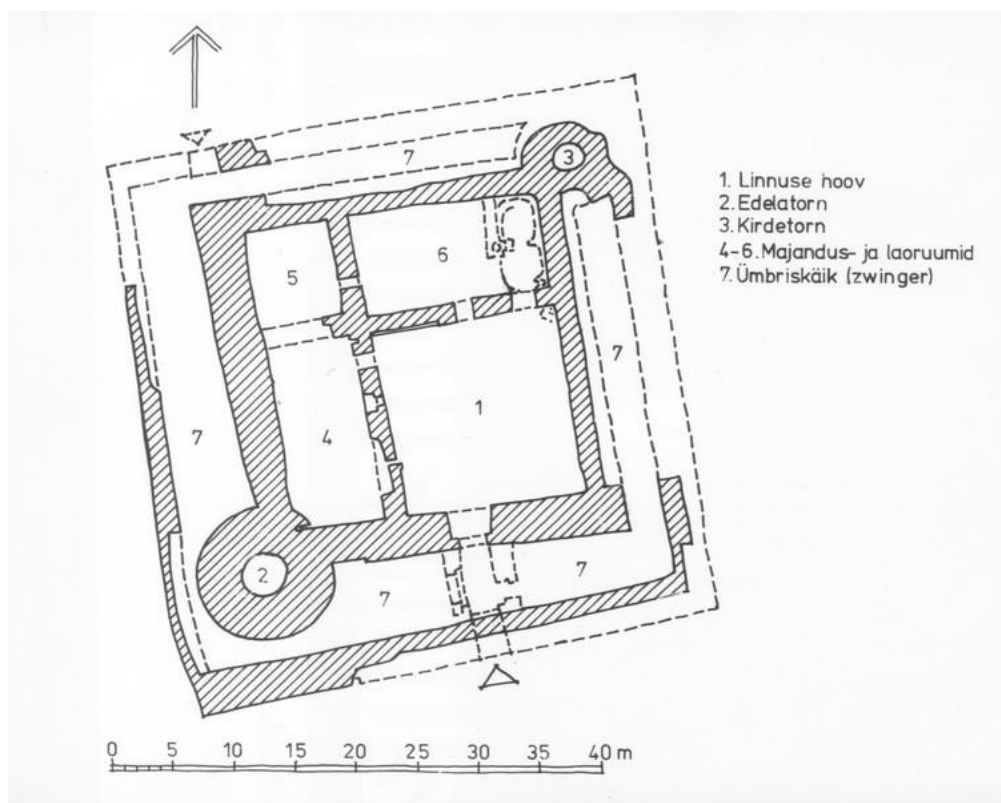 1. Linnuse hoov
2. Edelatorn
3. Kirdetorn
4-6. Majandus- ja laoruumid
7. Ümbriskäik (zwinger)
7
3
5
6
7
1
7
4
2
7
7
0 5 10 15 20 25 30 35 40 m